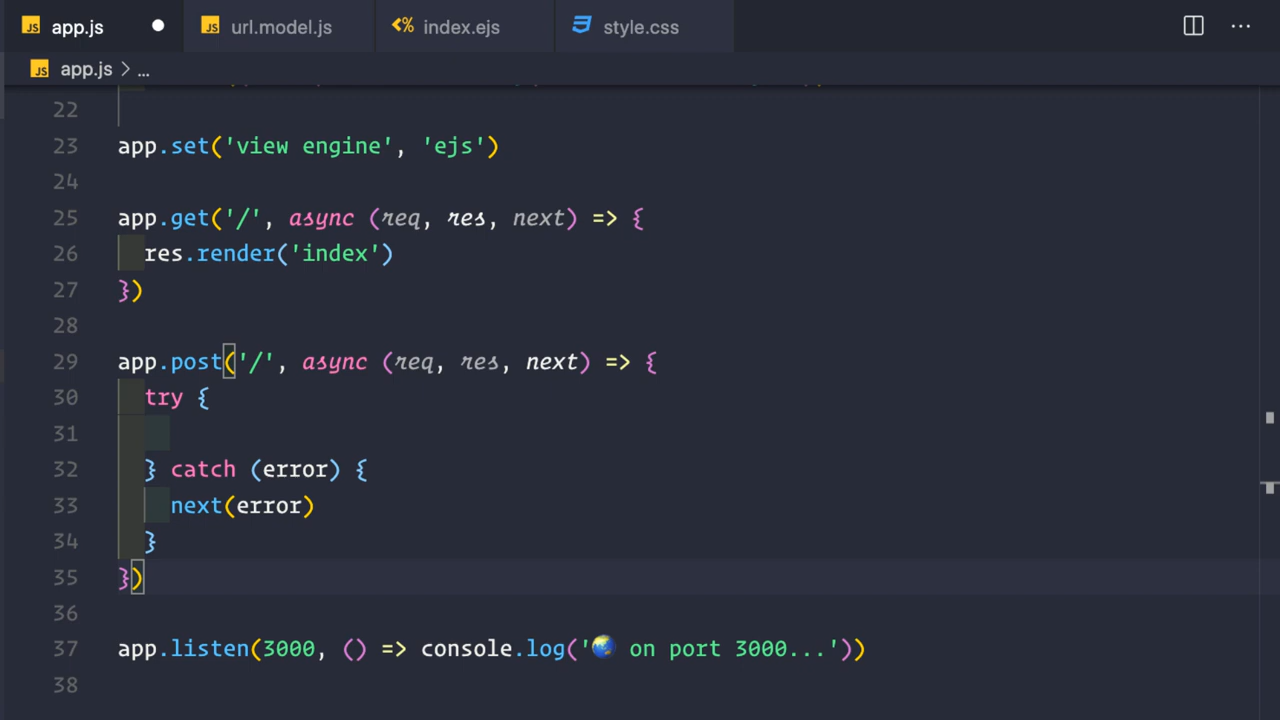 app.js
url.model.js
index.ejs
style.css
app.js > ...
22
23 app.set('view engine', 'ejs')
24
25 app.get('/', async (req, res, next) => {
26 res.render('index')
27 })
28
29 app.post('/', async (req, res, next) => {
30 try {
31
32 } catch (error) {
33 next(error)
34 }
35 })
36
37 app.listen(3000, () => console.log('🌏 on port 3000...'))
38